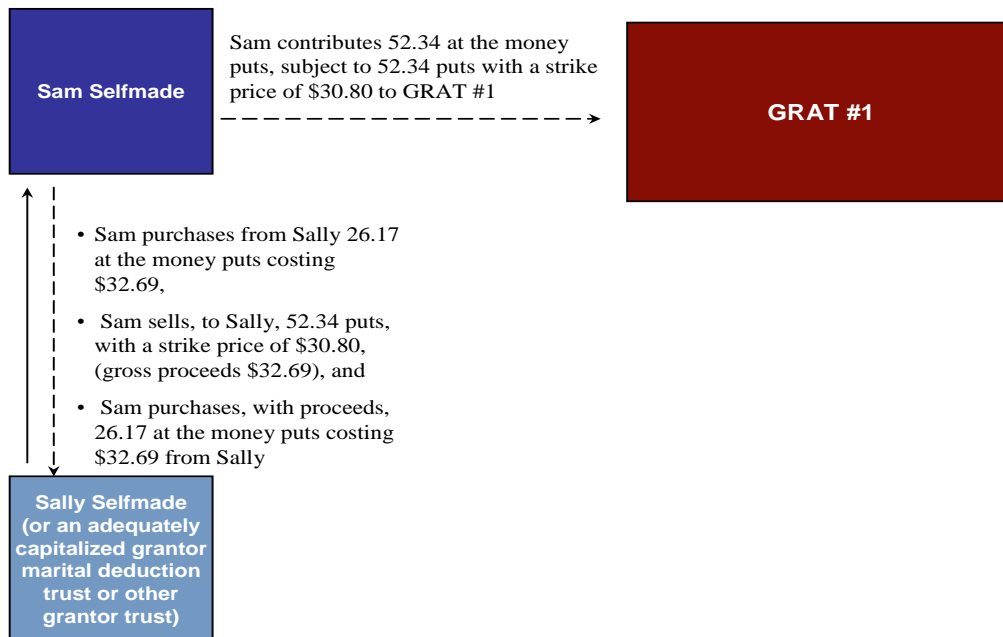 Sam contributes 52.34 at the money
puts, subject to 52.34 puts with a strike
price of $30.80 to GRAT #1
Sam Selfmade
GRAT #1
• Sam purchases from Sally 26.17
at the money puts costing
$32.69,
• Sam sells, to Sally, 52.34 puts,
with a strike price of $30.80,
(gross proceeds $32.69), and
• Sam purchases, with proceeds,
26.17 at the money puts costing
$32.69 from Sally
Sally Selfmade
(or an adequately
capitalized grantor
marital deduction
trust or other
grantor trust)